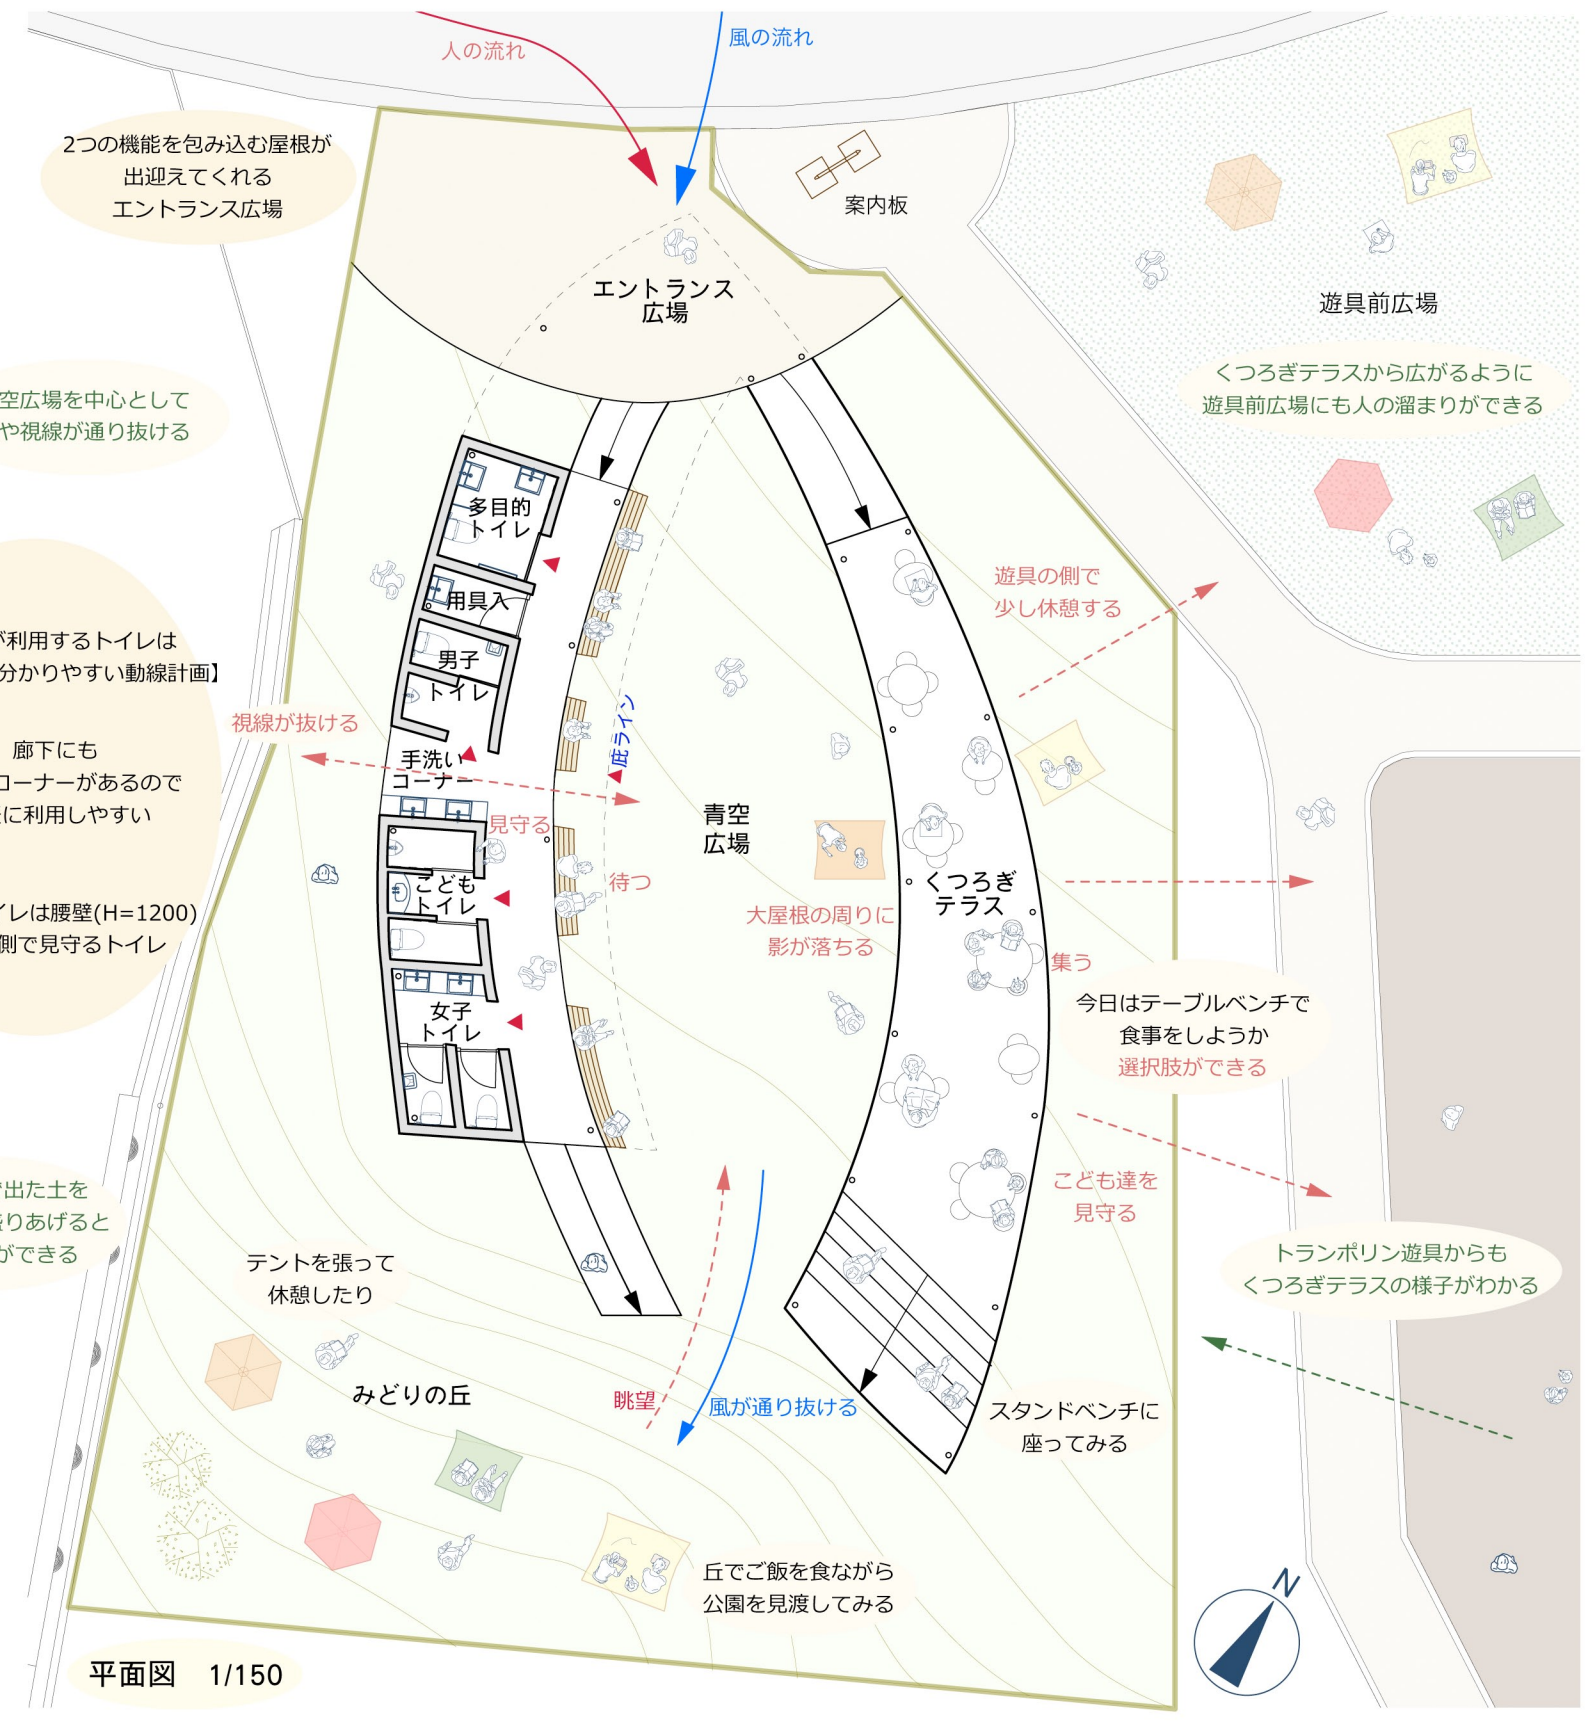 人の流れ
風の流れ
2つの機能を包み込む屋根が
出迎えてくれる
エントランス広場
案内板
エントランス
広場
遊具前広場
くつろぎテラスから広がるように
遊具前広場にも人の溜まりができる
空広場を中心として
や視線が通り抜ける
多目的
トイレ
用具入
男子
トイレ
遊具の側で
少し休憩する
が利用するトイレは
分かりやすい動線計画】
廊下にも
コーナーがあるので
に利用しやすい
イレは腰壁(H=1200)
側で見守るトイレ
視線が抜ける
手洗い
コーナー
庇ライン
見守る
待つ
青空
広場
こども
トイレ
大屋根の周りに
影が落ちる
くつろぎ
テラス
集う
女子
トイレ
今日はテーブルベンチで
食事をしようか
選択肢ができる
こども達を
見守る
出た土を
盛りあげると
ができる
トランポリン遊具からも
くつろぎテラスの様子がわかる
テントを張って
休憩したり
みどりの丘
眺望
風が通り抜ける
スタンドベンチに
座ってみる
丘でご飯を食ながら
公園を見渡してみる
N
平面図 1/150